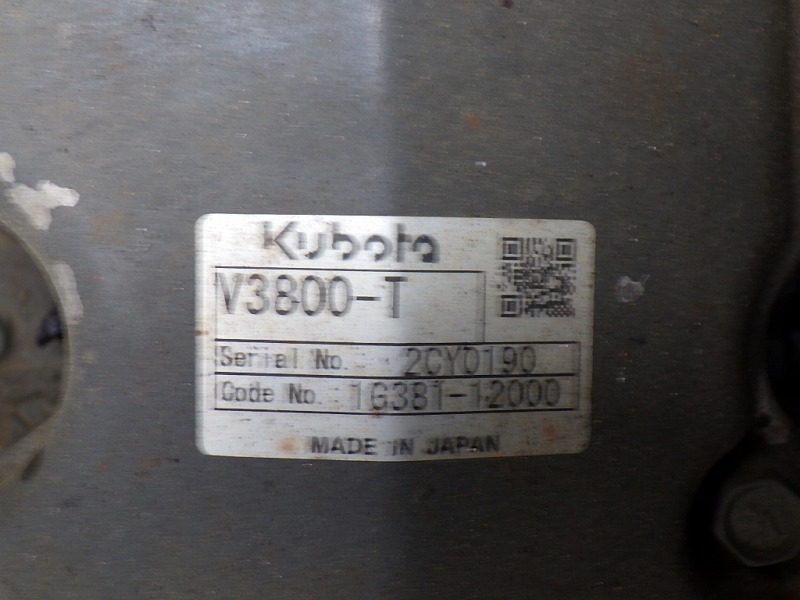 Kubota
V3800-T
Serial No. 2CY0190
Code No. 1G381-12000
MADE IN JAPAN